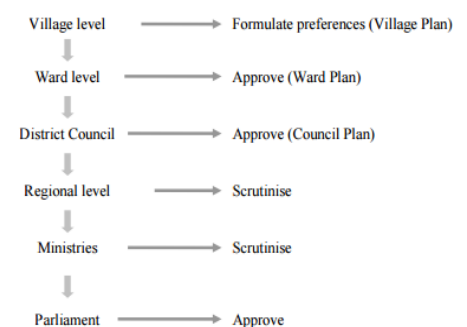 Village level Formulate preferences (Village Plan)
Ward level Approve (Ward Plan)
District Council Approve (Council Plan)
Regional level Scrutinise
Ministries Scrutinise
Parliament Approve